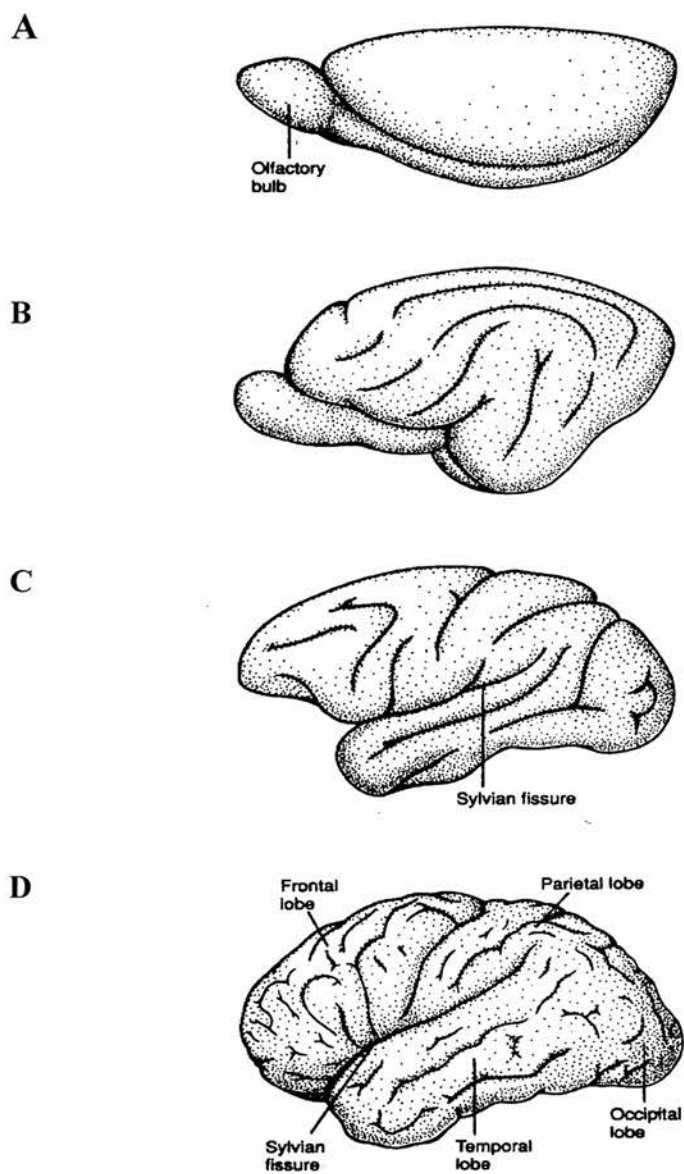 A
Olfactory
bulb
B
C
Sylvian fissure
D
Frontal
lobe
Parietal lobe
Sylvian
fissure
Temporal
lobe
Occipital
lobe